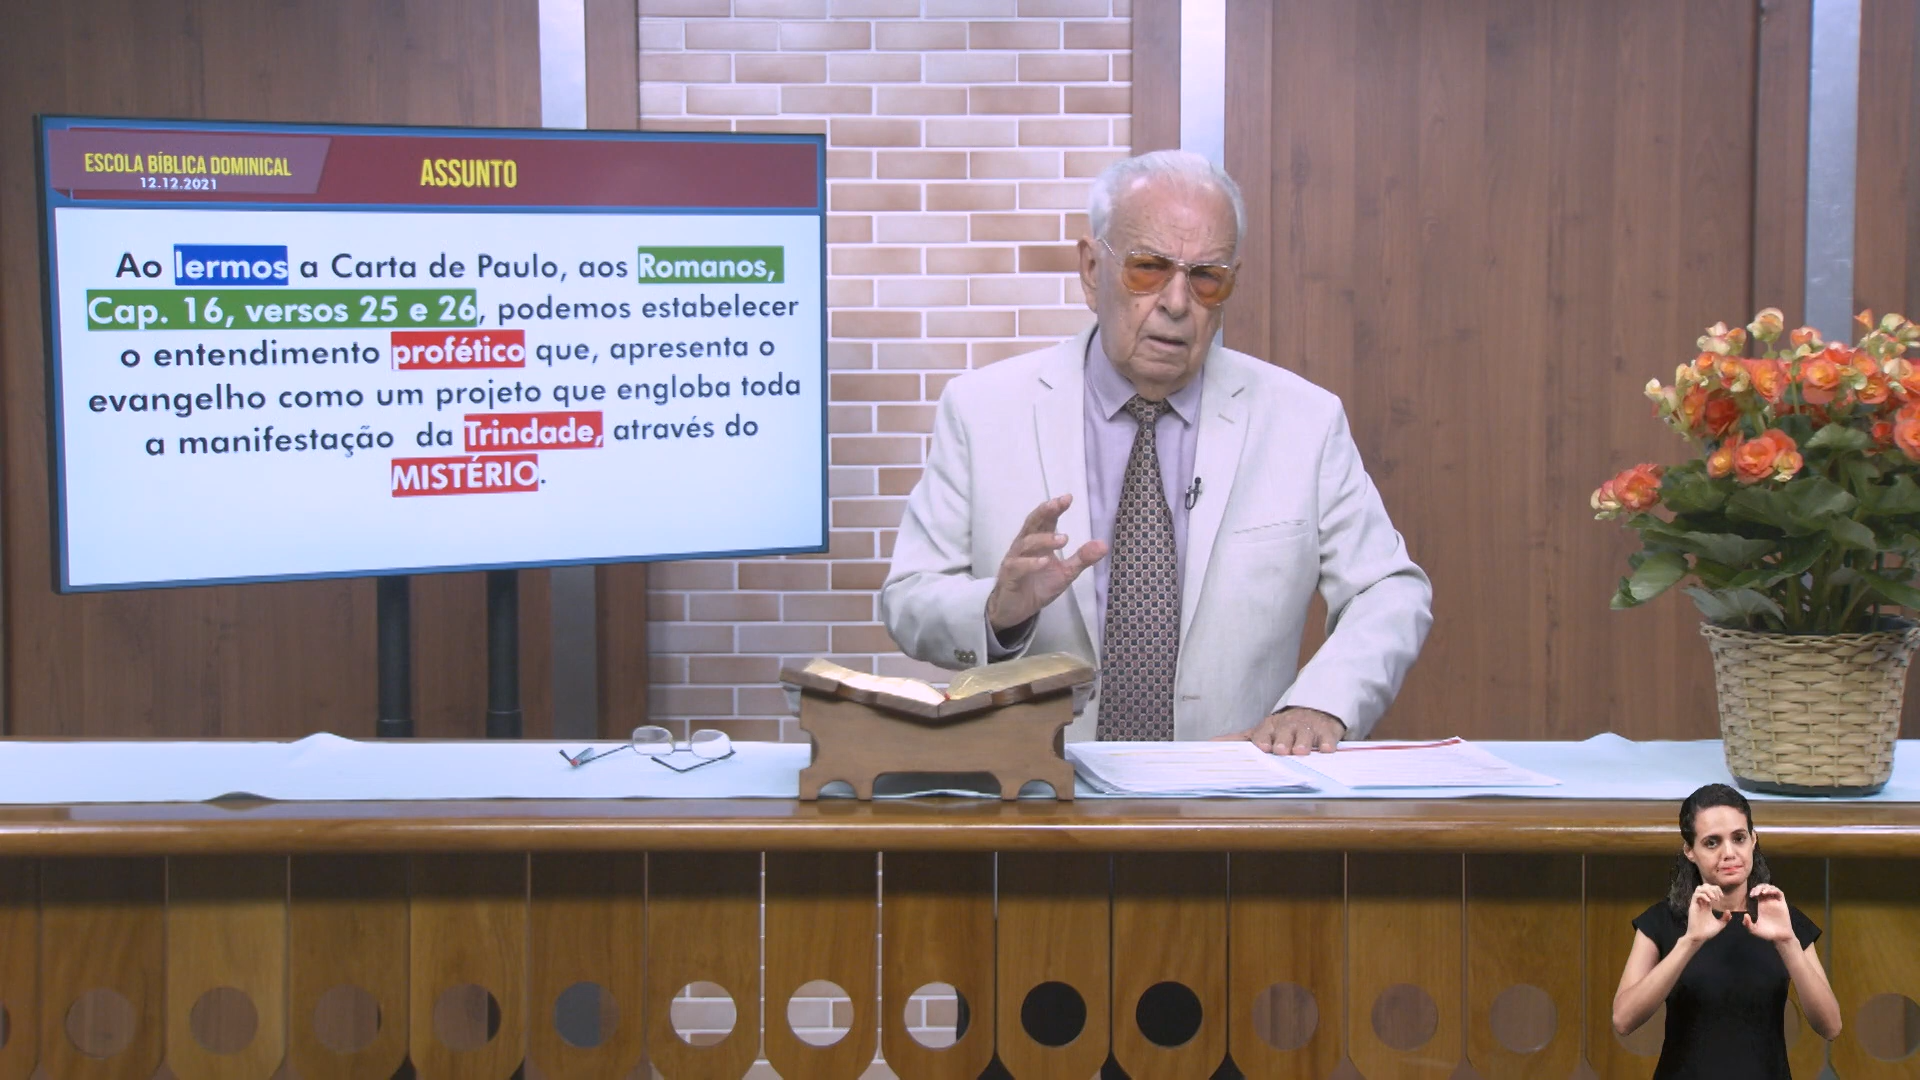 ESCOLA BÍBLICA DOMINICAL
12.12.2021
ASSUNTO
Ao lermos a Carta de Paulo, aos Romanos,
Cap. 16, versos 25 e 26, podemos estabelecer
o entendimento profético que, apresenta o
evangelho como um projeto que engloba toda
a manifestação da Trindade, através do
MISTÉRIO.